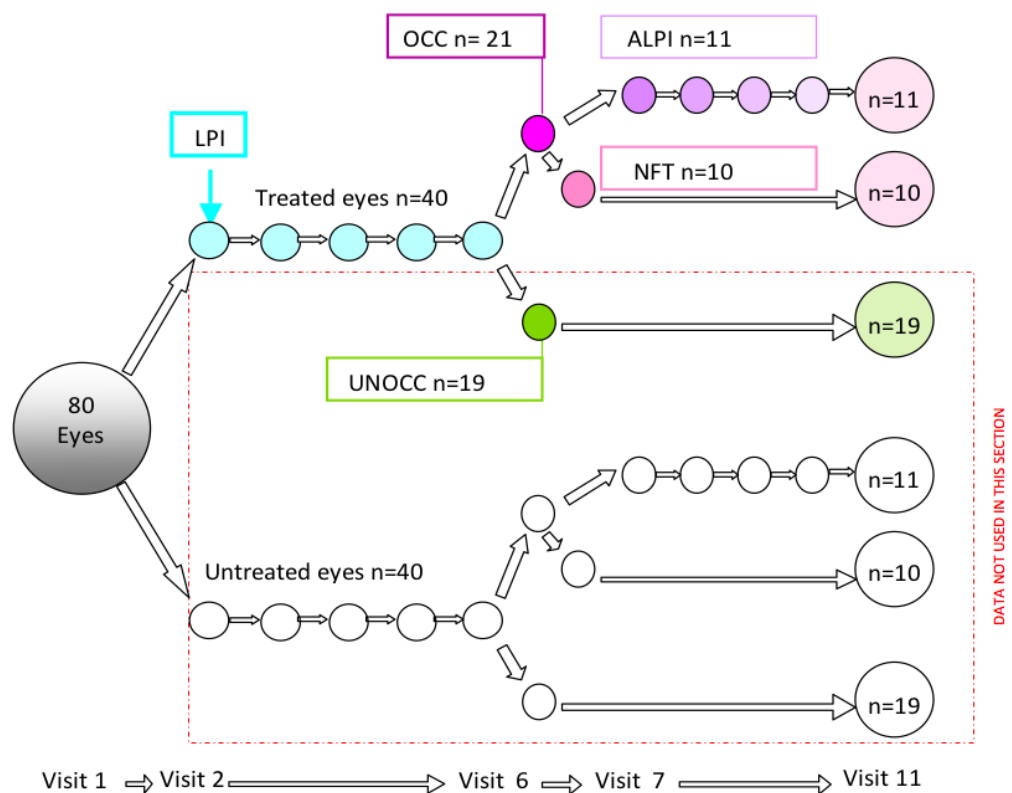 OCC n= 21
ALPI n=11
n=11
LPI
NFT n=10
n=10
Treated eyes n=40
n=19
UNOCC n=19
80
Eyes
DATA NOT USED IN THIS SECTION
n=11
Untreated eyes n=40
n=10
n=19
Visit 1 Visit 2 Visit 6 Visit 7 Visit 11